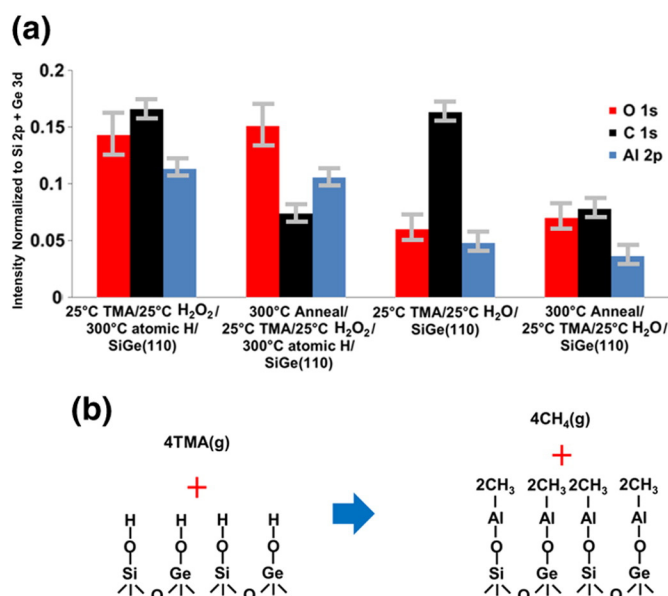 (a)
Intensity Normalized to Si 2p + Ge 3d
0.2
0.15
0.1
0.05
0
O 1s
C 1s
Al 2p
25°C TMA/25°C H₂O₂/
300°C atomic H/
SiGe(110)
300°C Anneal/
25°C TMA/25°C H₂O₂/
300°C atomic H/
SiGe(110)
25°C TMA/25°C H₂O/
SiGe(110)
300°C Anneal/
25°C TMA/25°C H₂O/
SiGe(110)
(b)
4TMA(g)
+
H H H H
O O O O
Si Ge Si Ge
O O
4CH₄(g)
+
2CH₃ 2CH₃ 2CH₃ 2CH₃
Al Al Al Al
O O O O
Si Ge Si Ge
O O